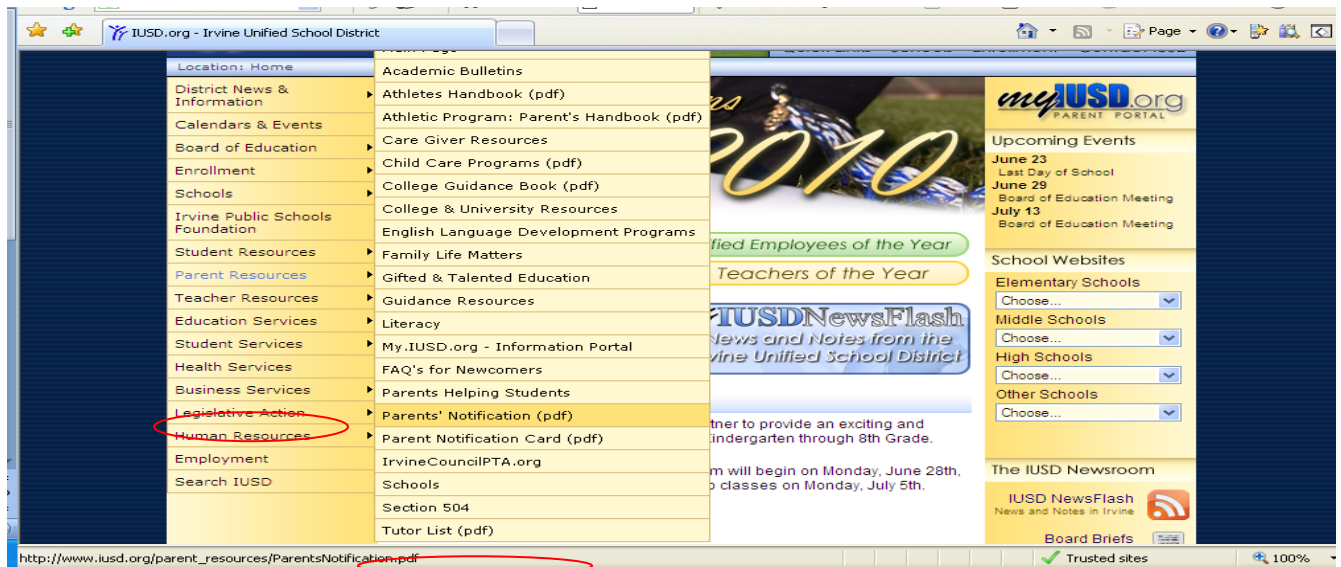 IUSD.org - Irvine Unified School District
Page
Location: Home
District News &
Information
Calendars & Events
Board of Education
Enrollment
Schools
Irvine Public Schools
Foundation
Student Resources
Parent Resources
Teacher Resources
Education Services
Student Services
Health Services
Business Services
Legislative Action
Human Resources
Employment
Search IUSD
Academic Bulletins
Athletes Handbook (pdf)
Athletic Program: Parent's Handbook (pdf)
Care Giver Resources
Child Care Programs (pdf)
College Guidance Book (pdf)
College & University Resources
English Language Development Programs
Family Life Matters
Gifted & Talented Education
Guidance Resources
Literacy
My.IUSD.org - Information Portal
FAQ's for Newcomers
Parents Helping Students
Parents' Notification (pdf)
Parent Notification Card (pdf)
IrvineCouncilPTA.org
Schools
Section 504
Tutor List (pdf)
2010
Employees of the Year
Teachers of the Year
IUSDNewsFlash
News and Notes from the
Unified School District
to provide an exciting and
through 8th Grade.
will begin on Monday, June 28th,
classes on Monday, July 5th.
myIUSD.org
PARENT PORTAL
Upcoming Events
June 23
Last Day of School
June 29
Board of Education Meeting
July 13
Board of Education Meeting
School Websites
Elementary Schools
Choose...
Middle Schools
Choose...
High Schools
Choose...
Other Schools
Choose...
The IUSD Newsroom
IUSD NewsFlash
News and Notes in Irvine
Board Briefs
http://www.iusd.org/parent_resources/ParentsNotification.pdf
Trusted sites
100%